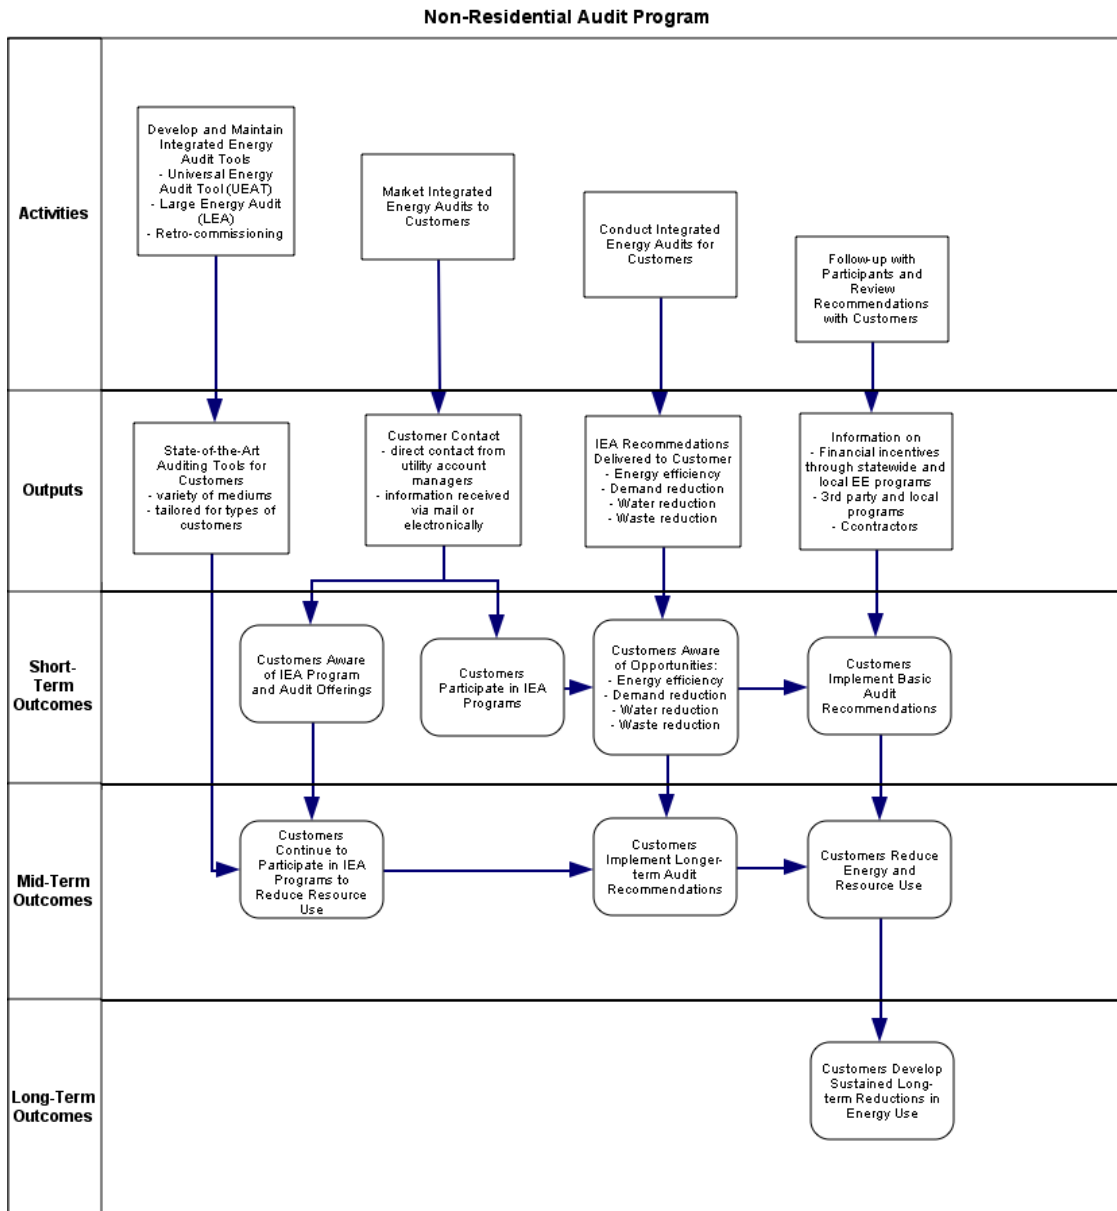 Non-Residential Audit Program
Activities
Develop and Maintain
Integrated Energy
Audit Tools
- Universal Energy
Audit Tool (UEAT)
- Large Energy Audit
(LEA)
- Retro-commissioning
Market Integrated
Energy Audits to
Customers
Conduct Integrated
Energy Audits for
Customers
Follow-up with
Participants and
Review
Recommendations
with Customers
Outputs
State-of-the-Art
Auditing Tools for
Customers
- variety of mediums
- tailored for types of
customers
Customer Contact
- direct contact from
utility account
managers
- information received
via mail or
electronically
IEA Recommedations
Delivered to Customer
- Energy efficiency
- Demand reduction
- Water reduction
- Waste reduction
Information on
- Financial incentives
through statewide and
local EE programs
- 3rd party and local
programs
- Ccontractors
Short-
Term
Outcomes
Customers Aware
of IEA Program
and Audit Offerings
Customers
Participate in IEA
Programs
Customers Aware
of Opportunities:
- Energy efficiency
- Demand reduction
- Water reduction
- Waste reduction
Customers
Implement Basic
Audit
Recommendations
Mid-Term
Outcomes
Customers
Continue to
Participate in IEA
Programs to
Reduce Resource
Use
Customers
Implement Longer-
term Audit
Recommendations
Customers Reduce
Energy and
Resource Use
Long-Term
Outcomes
Customers Develop
Sustained Long-
term Reductions in
Energy Use